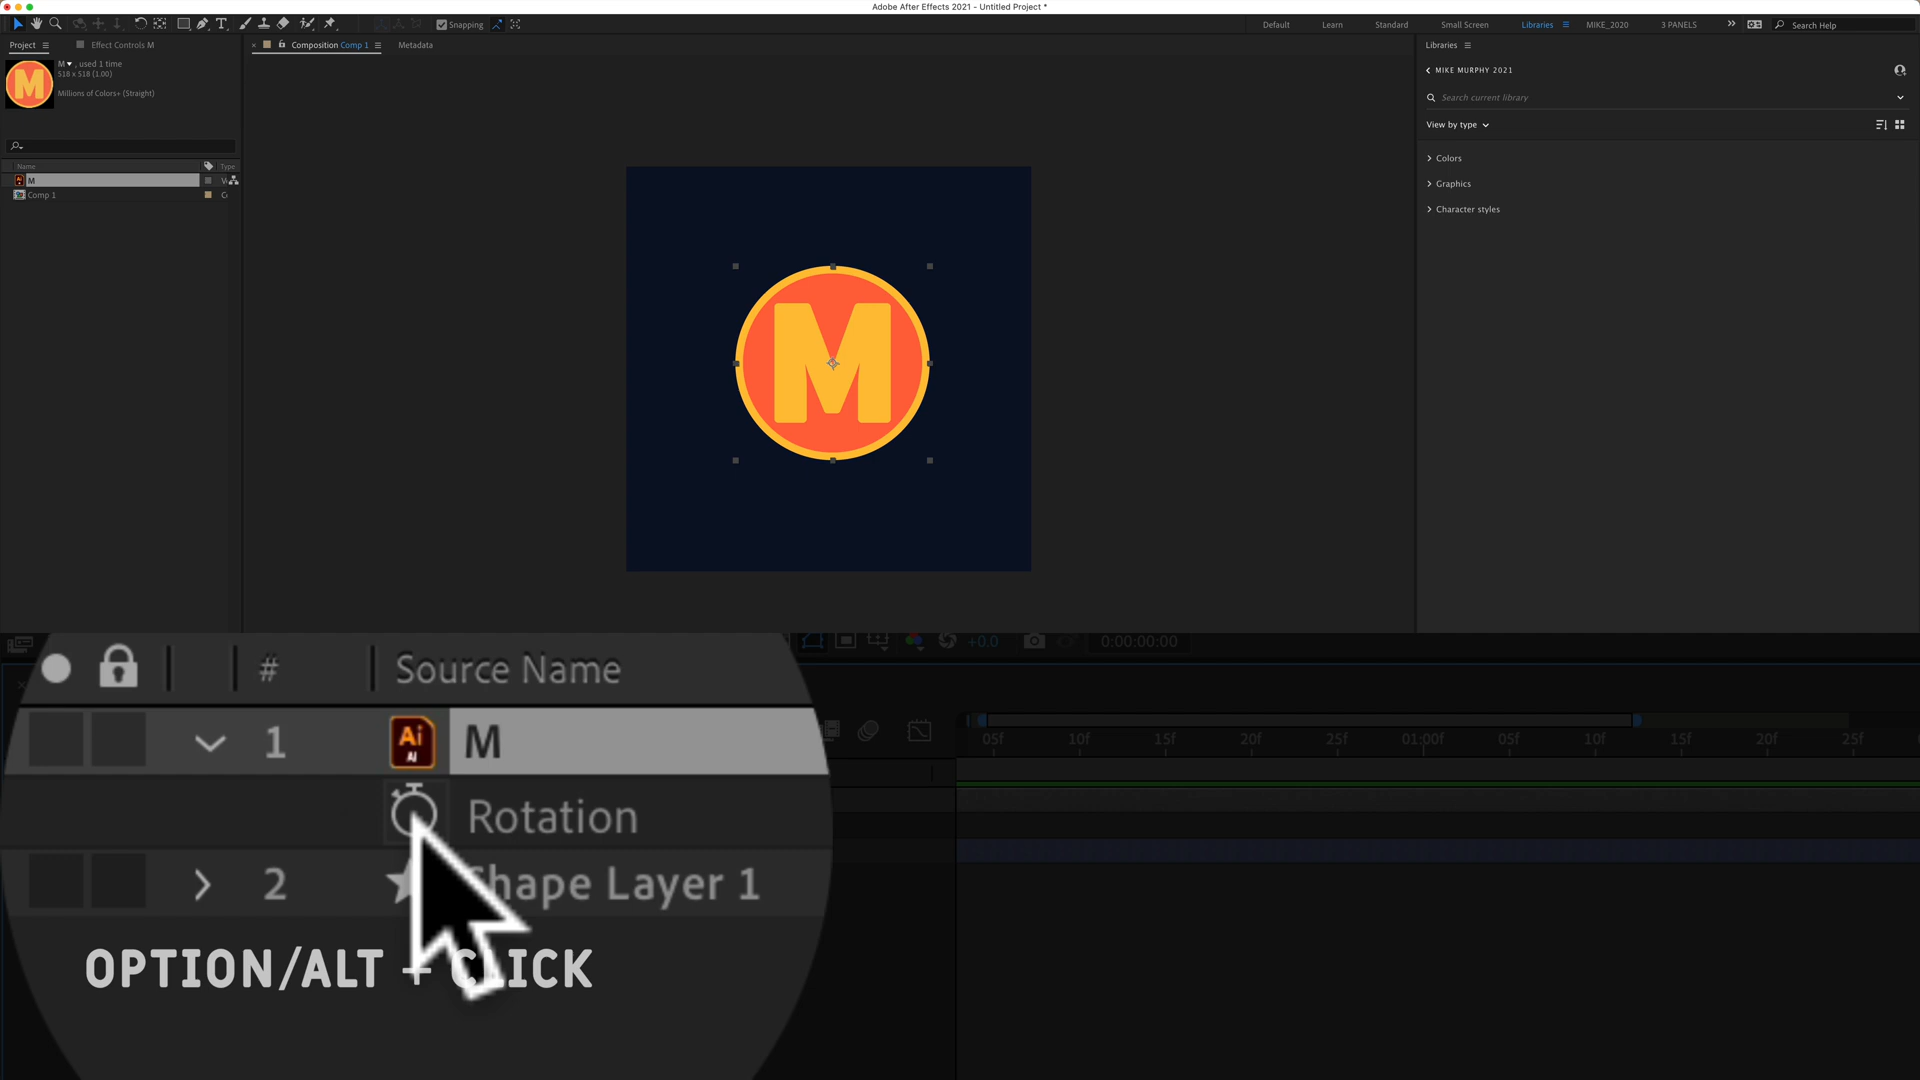 Adobe After Effects 2021 - Untitled Project *
Snapping
Default
Learn
Standard
Small Screen
Libraries
MIKE_2020
3 PANELS
Search Help
Project
Effect Controls M
Composition Comp 1
Metadata
Libraries
M , used 1 time
518 x 518 (1.00)
Millions of Colors+ (Straight)
Name
Type
M
Comp 1
M
M
MIKE MURPHY 2021
Search current library
View by type
Colors
Graphics
Character styles
+0.0
0:00:00:00
# Source Name
1 Ai AI M
Rotation
2 Shape Layer 1
05f 10f 15f 20f 25f 01:00f 05f 10f 15f 20f 25f
OPTION/ALT + CLICK